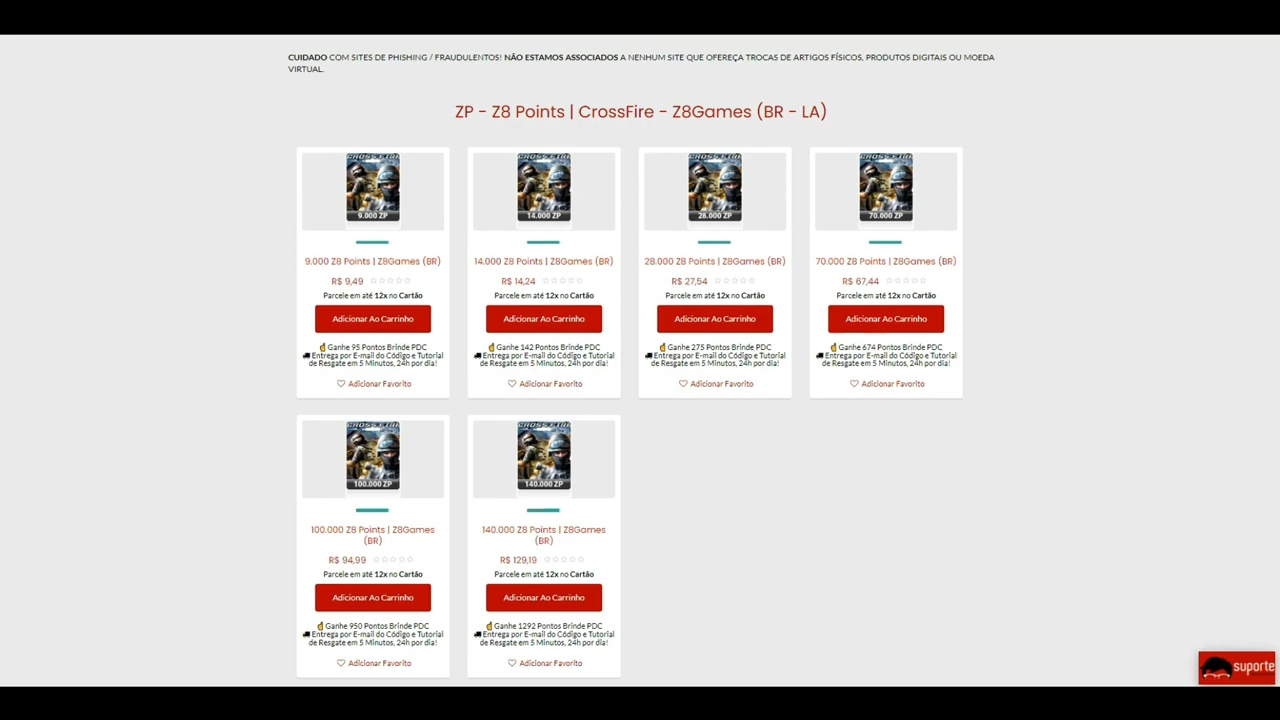 CUIDADO COM SITES DE PHISHING / FRAUDULENTOS! NÃO ESTAMOS ASSOCIADOS A NENHUM SITE QUE OFEREÇA TROCAS DE ARTIGOS FÍSICOS, PRODUTOS DIGITAIS OU MOEDA
VIRTUAL.
ZP - Z8 Points | CrossFire - Z8Games (BR - LA)
CROSS FIRE
9.000 ZP
9.000 Z8 Points | Z8Games (BR)
R$ 9,49
Parcele em até 12x no Cartão
Adicionar Ao Carrinho
Ganhe 95 Pontos Brinde PDC
Entrega por E-mail do Código e Tutorial
de Resgate em 5 Minutos, 24h por dia!
Adicionar Favorito
CROSS FIRE
14.000 ZP
14.000 Z8 Points | Z8Games (BR)
R$ 14,24
Parcele em até 12x no Cartão
Adicionar Ao Carrinho
Ganhe 142 Pontos Brinde PDC
Entrega por E-mail do Código e Tutorial
de Resgate em 5 Minutos, 24h por dia!
Adicionar Favorito
CROSS FIRE
28.000 ZP
28.000 Z8 Points | Z8Games (BR)
R$ 27,54
Parcele em até 12x no Cartão
Adicionar Ao Carrinho
Ganhe 275 Pontos Brinde PDC
Entrega por E-mail do Código e Tutorial
de Resgate em 5 Minutos, 24h por dia!
Adicionar Favorito
CROSS FIRE
70.000 ZP
70.000 Z8 Points | Z8Games (BR)
R$ 67,44
Parcele em até 12x no Cartão
Adicionar Ao Carrinho
Ganhe 674 Pontos Brinde PDC
Entrega por E-mail do Código e Tutorial
de Resgate em 5 Minutos, 24h por dia!
Adicionar Favorito
CROSS FIRE
100.000 ZP
100.000 Z8 Points | Z8Games
(BR)
R$ 94,99
Parcele em até 12x no Cartão
Adicionar Ao Carrinho
Ganhe 950 Pontos Brinde PDC
Entrega por E-mail do Código e Tutorial
de Resgate em 5 Minutos, 24h por dia!
Adicionar Favorito
CROSS FIRE
140.000 ZP
140.000 Z8 Points | Z8Games
(BR)
R$ 129,19
Parcele em até 12x no Cartão
Adicionar Ao Carrinho
Ganhe 1292 Pontos Brinde PDC
Entrega por E-mail do Código e Tutorial
de Resgate em 5 Minutos, 24h por dia!
Adicionar Favorito
suporte